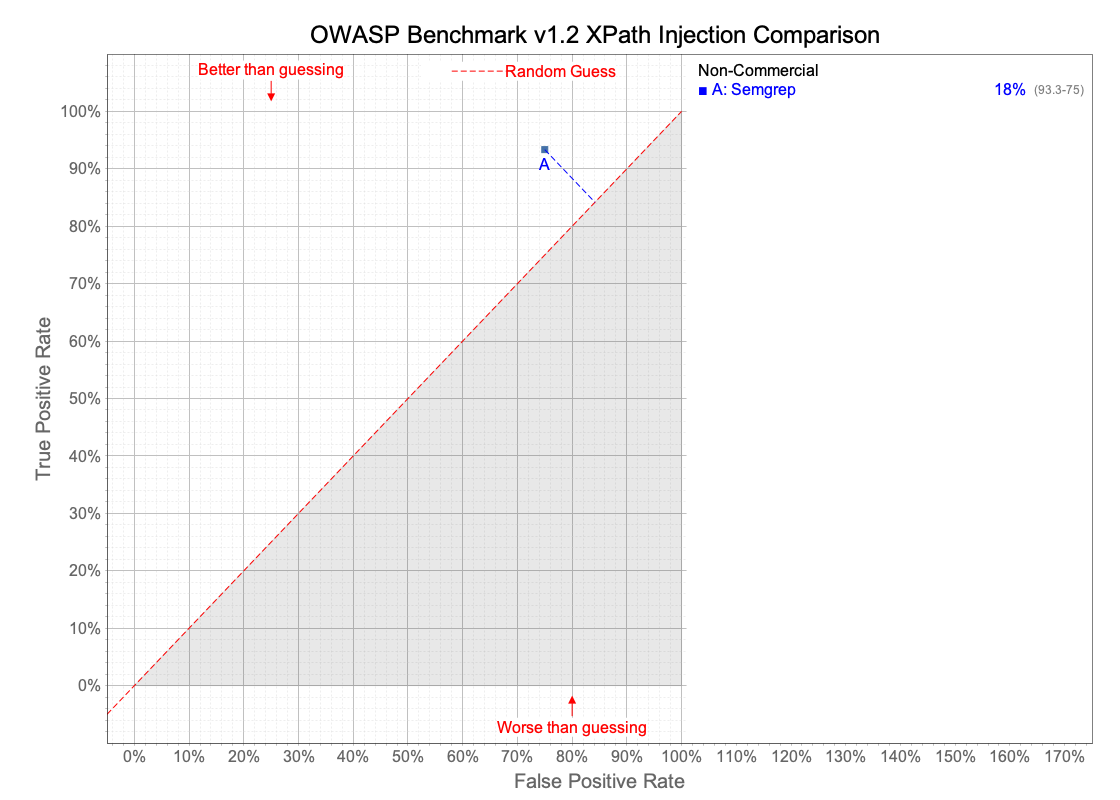 OWASP Benchmark v1.2 XPath Injection Comparison
Better than guessing
Random Guess
Non-Commercial
A: Semgrep 18% (93.3-75)
100%
90%
80%
70%
60%
50%
40%
30%
20%
10%
0%
A
True Positive Rate
Worse than guessing
0% 10% 20% 30% 40% 50% 60% 70% 80% 90% 100% 110% 120% 130% 140% 150% 160% 170%
False Positive Rate